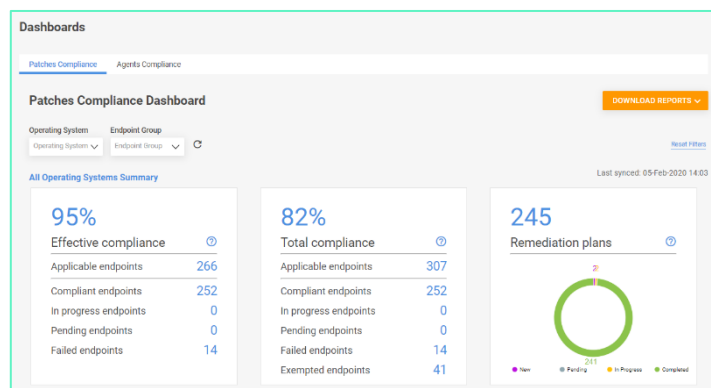 Dashboards
Patches Compliance Agents Compliance
Patches Compliance Dashboard
DOWNLOAD REPORTS
Operating System Endpoint Group
Operating System Endpoint Group
Reset Filters
All Operating Systems Summary
Last synced: 05-Feb-2020 14:03
95%
Effective compliance
Applicable endpoints 266
Compliant endpoints 252
In progress endpoints 0
Pending endpoints 0
Failed endpoints 14
82%
Total compliance
Applicable endpoints 307
Compliant endpoints 252
In progress endpoints 0
Pending endpoints 0
Failed endpoints 14
Exempted endpoints 41
245
Remediation plans
241
New Pending In Progress Completed